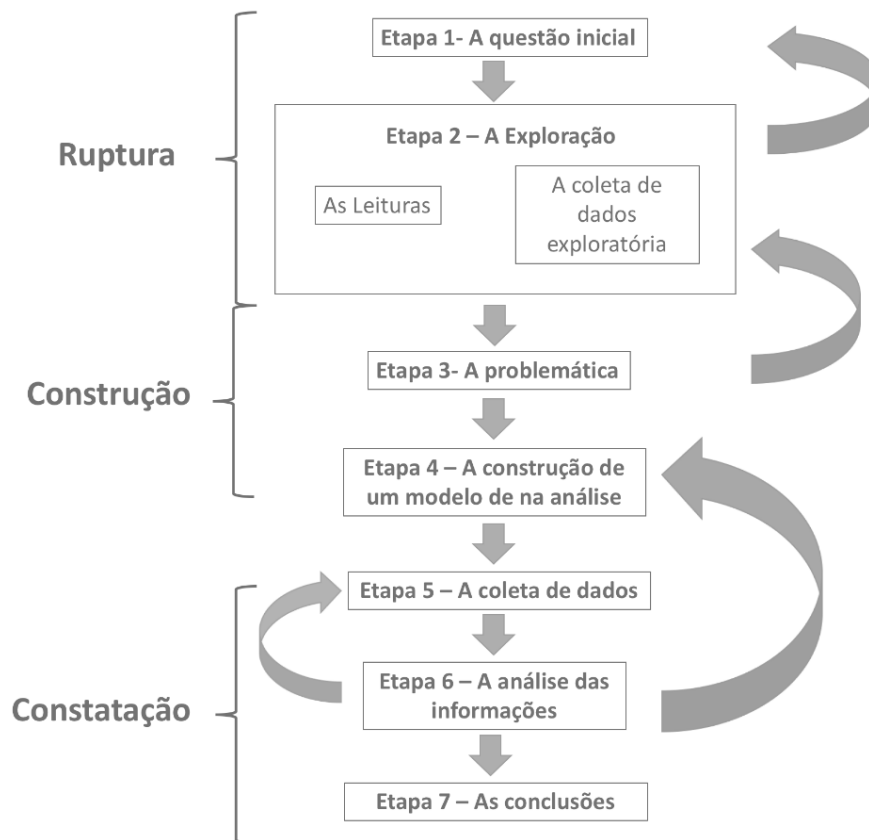 Etapa 1- A questão inicial
Ruptura
Etapa 2 – A Exploração
As Leituras
A coleta de
dados
exploratória
Construção
Etapa 3- A problemática
Etapa 4 – A construção de
um modelo de na análise
Constatação
Etapa 5 – A coleta de dados
Etapa 6 – A análise das
informações
Etapa 7 – As conclusões